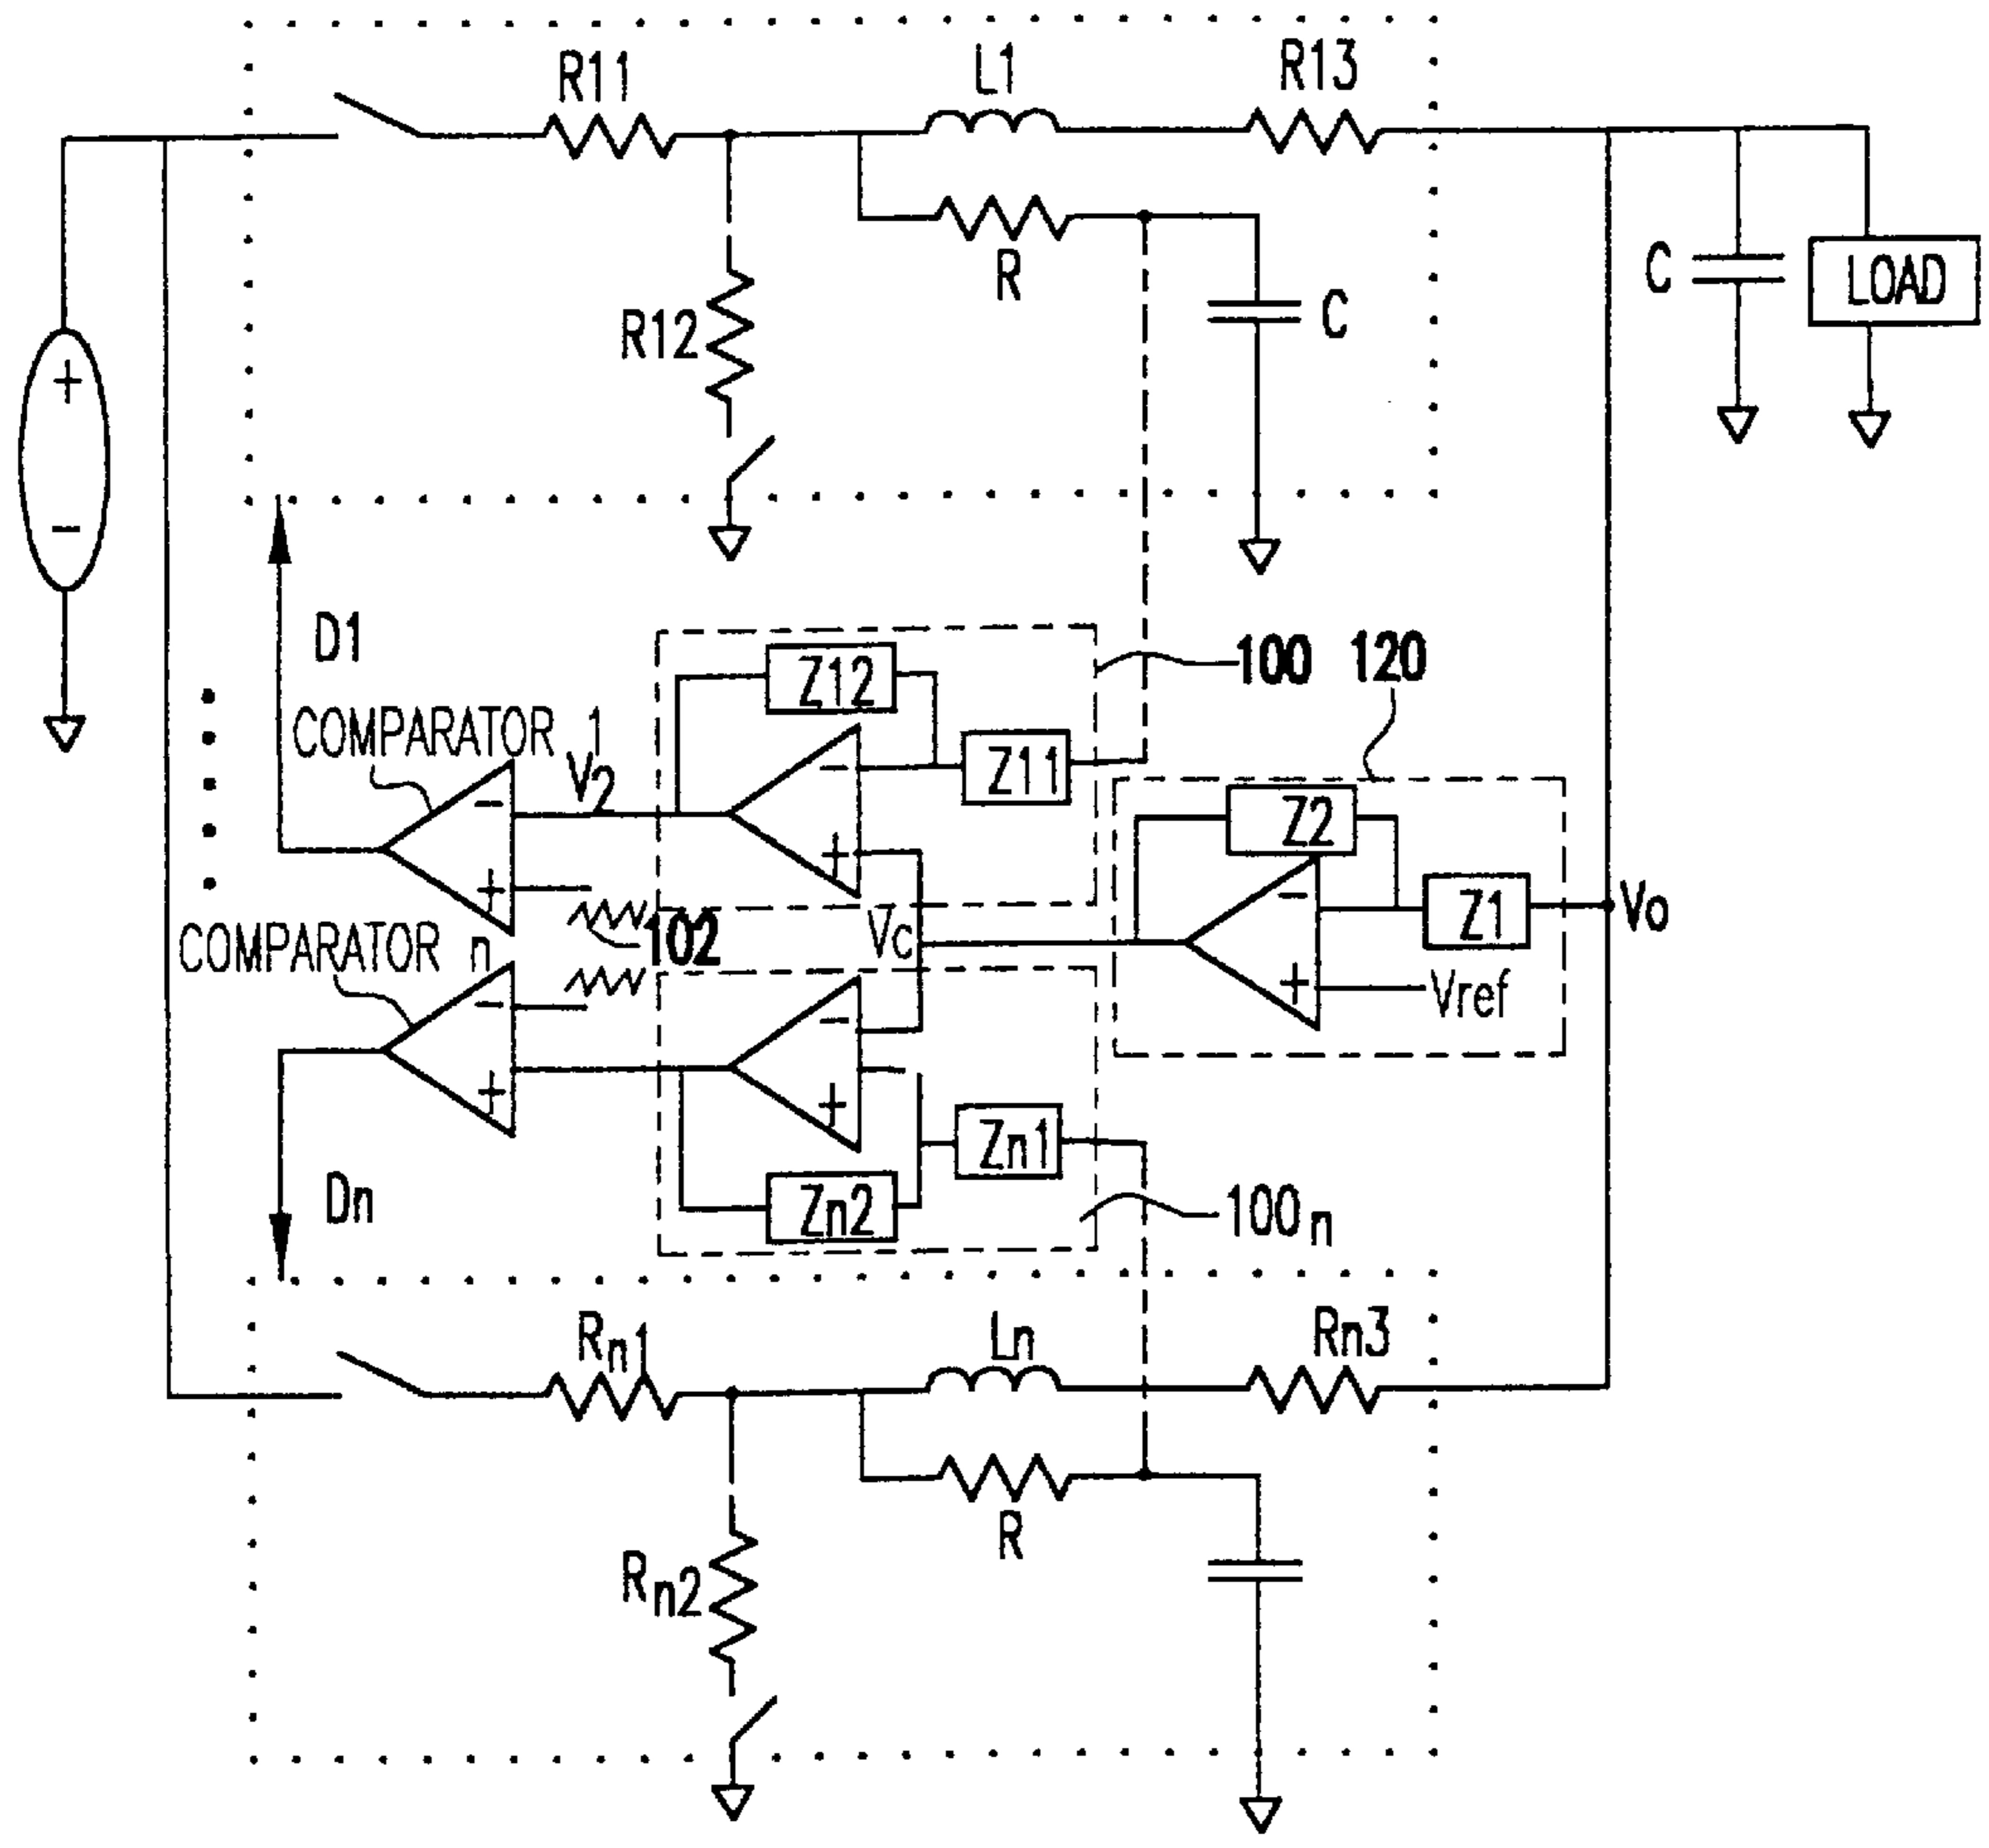 R11
L1
R13
R
R12
C
C
LOAD
+
−
D1
100
120
Z12
COMPARATOR 1
V2
−
Z11
−
Z2
+
+
−
Z1
Vo
COMPARATOR n
102
Vc
+
Vref
−
−
+
+
Zn1
Dn
Zn2
100n
Rn1
Ln
Rn3
R
Rn2